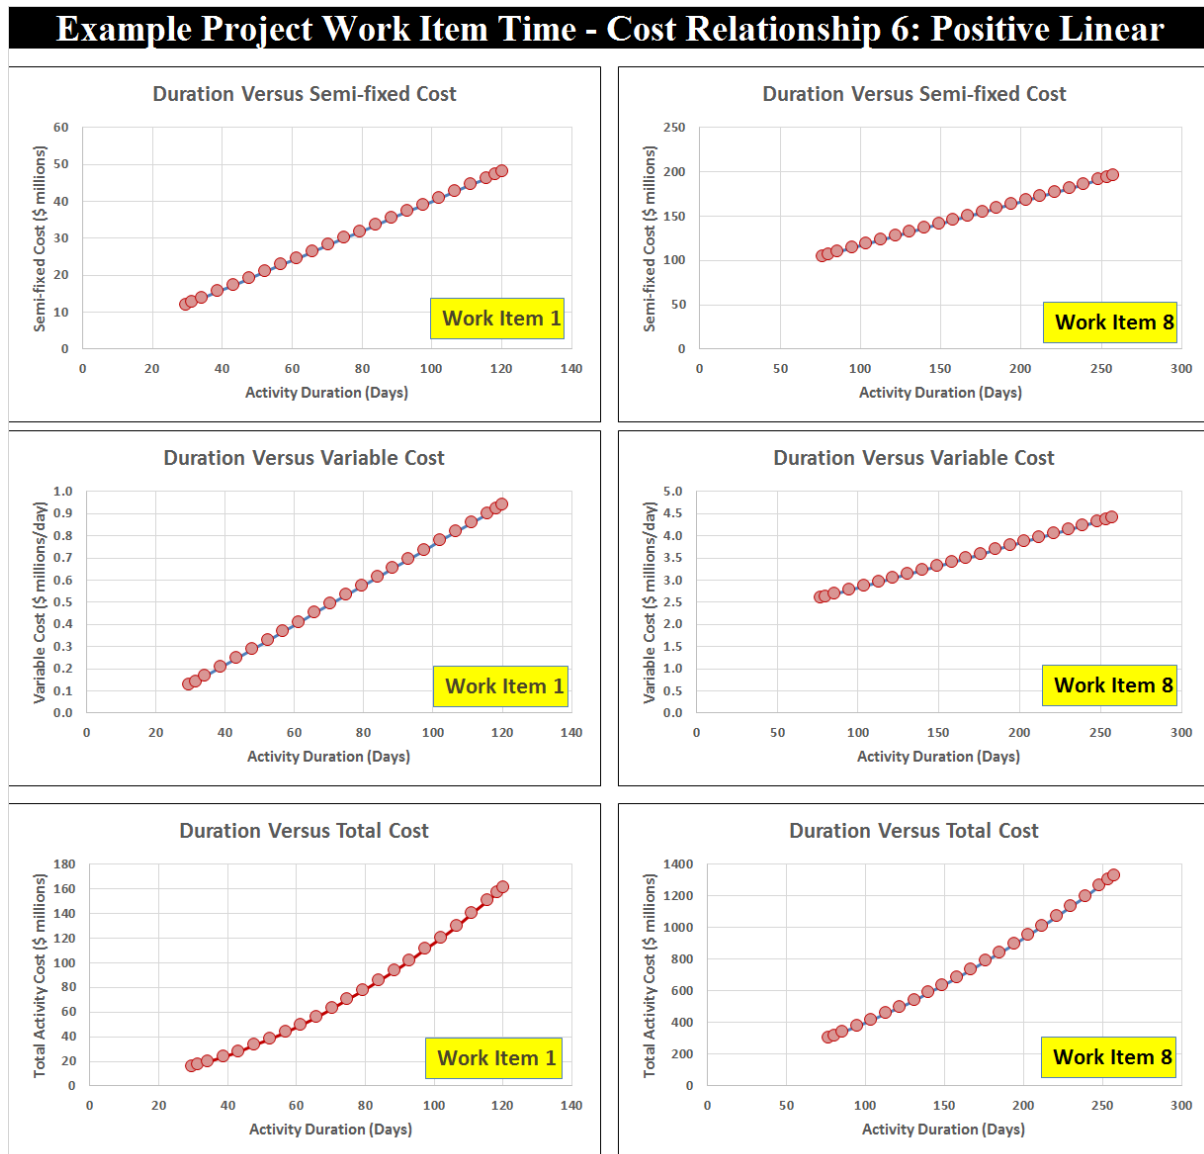 Example Project Work Item Time - Cost Relationship 6: Positive Linear
Duration Versus Semi-fixed Cost
Semi-fixed Cost ($ millions)
60
50
40
30
20
10
0
0 20 40 60 80 100 120 140
Activity Duration (Days)
Work Item 1
Duration Versus Semi-fixed Cost
Semi-fixed Cost ($ millions)
250
200
150
100
50
0
0 50 100 150 200 250 300
Activity Duration (Days)
Work Item 8
Duration Versus Variable Cost
Variable Cost ($ millions/day)
1.0
0.9
0.8
0.7
0.6
0.5
0.4
0.3
0.2
0.1
0.0
0 20 40 60 80 100 120 140
Activity Duration (Days)
Work Item 1
Duration Versus Variable Cost
Variable Cost ($ millions/day)
5.0
4.5
4.0
3.5
3.0
2.5
2.0
1.5
1.0
0.5
0.0
0 50 100 150 200 250 300
Activity Duration (Days)
Work Item 8
Duration Versus Total Cost
Total Activity Cost ($ millions)
180
160
140
120
100
80
60
40
20
0
0 20 40 60 80 100 120 140
Activity Duration (Days)
Work Item 1
Duration Versus Total Cost
Total Activity Cost ($ millions)
1400
1200
1000
800
600
400
200
0
0 50 100 150 200 250 300
Activity Duration (Days)
Work Item 8